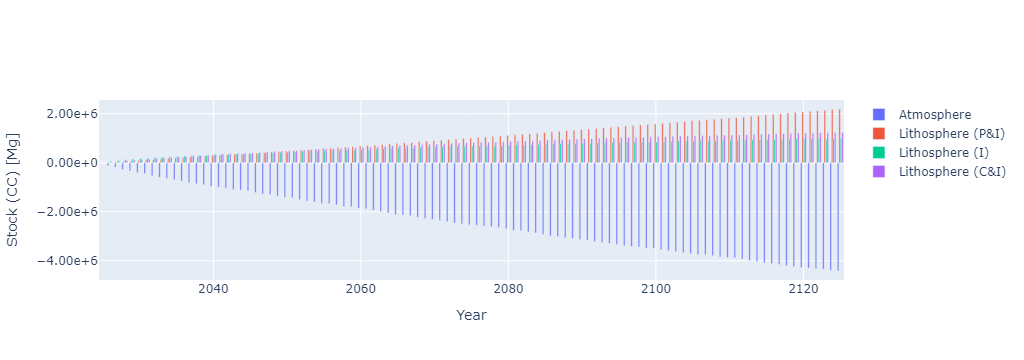 Stock (CC) [Mg]
2.00e+6
0.00e+0
−2.00e+6
−4.00e+6
2040
2060
2080
2100
2120
Year
Atmosphere
Lithosphere (P&I)
Lithosphere (I)
Lithosphere (C&I)